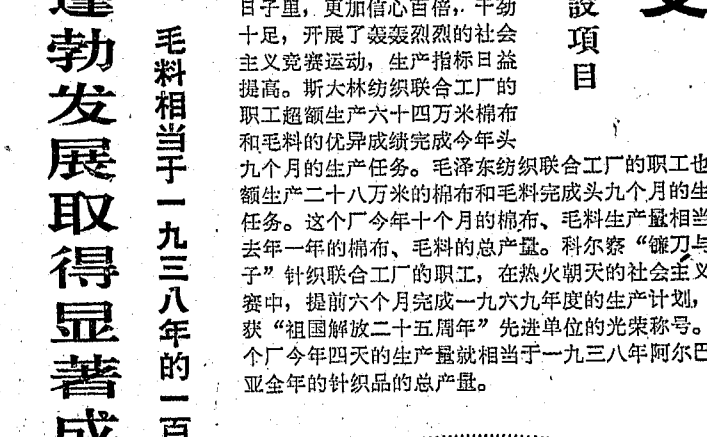 蓬勃发展取得显著成
毛料相当于一九三八年的一百
日子里，更加信心百倍，干劲
十足，开展了轰轰烈烈的社会
主义竞赛运动，生产指标日益
提高。斯大林纺织联合工厂的
职工超额生产六十四万米棉布
和毛料的优异成绩完成今年头
九个月的生产任务。毛泽东纺织联合工厂的职工也
额生产二十八万米的棉布和毛料完成头九个月的生
任务。这个厂今年十个月的棉布、毛料生产量相当
去年一年的棉布、毛料的总产量。科尔察“镰刀与
子”针织联合工厂的职工，在热火朝天的社会主义
赛中，提前六个月完成一九六九年度的生产计划，
获“祖国解放二十五周年”先进单位的光荣称号。
个厂今年四天的生产量就相当于一九三八年阿尔巴
亚全年的针织品的总产量。
設項目